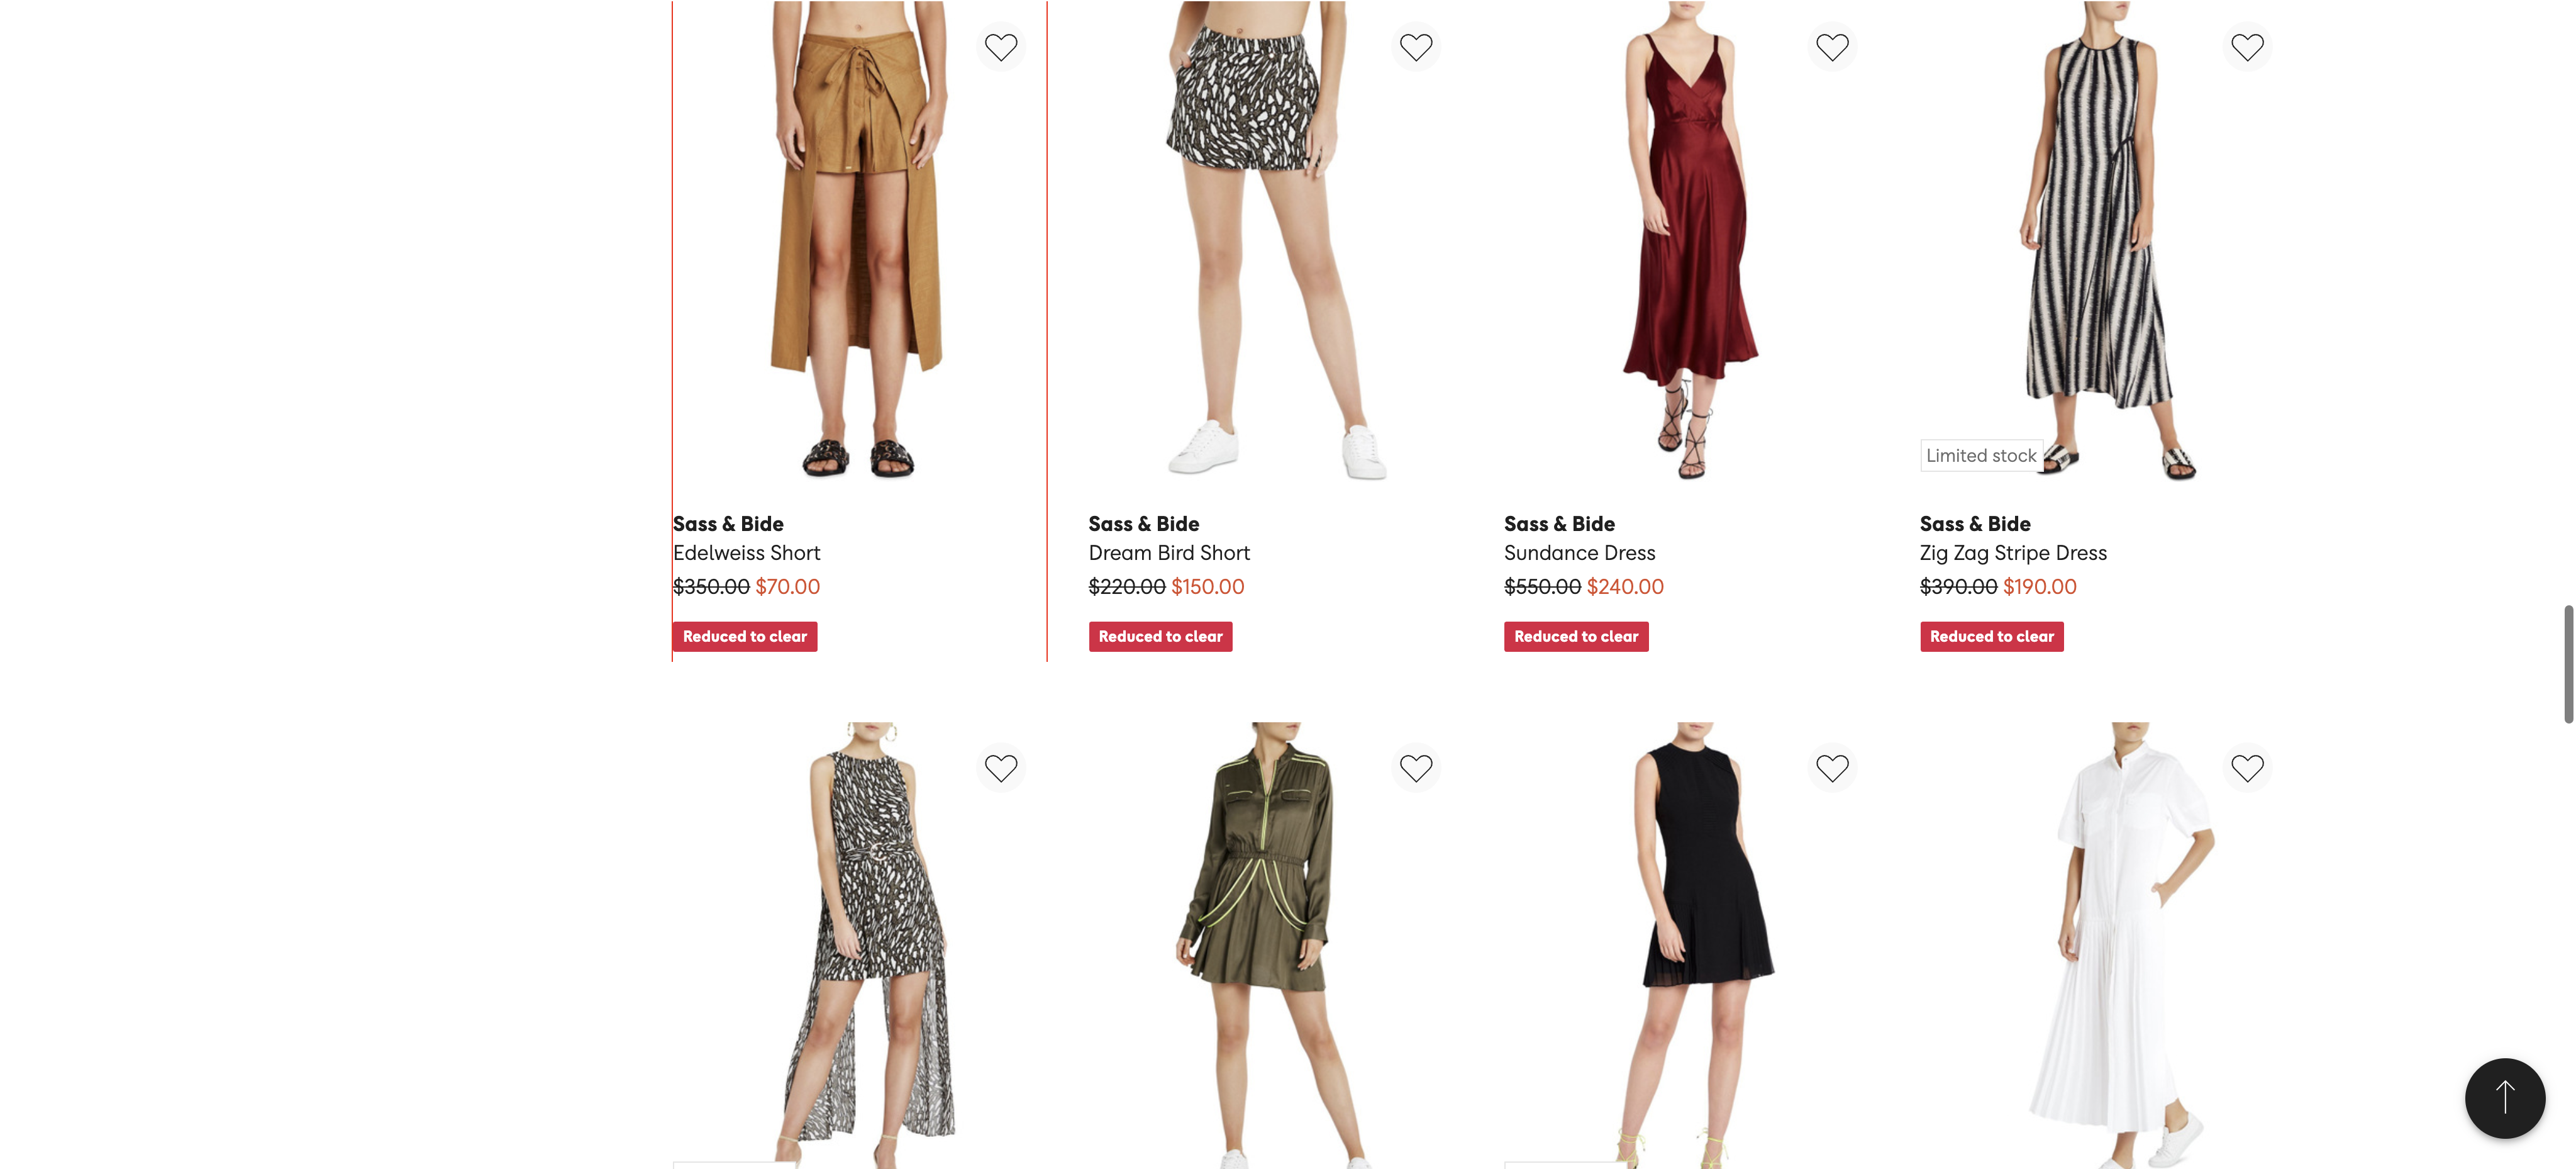 Limited stock
Sass & Bide
Edelweiss Short
$350.00 $70.00
Reduced to clear
Sass & Bide
Dream Bird Short
$220.00 $150.00
Reduced to clear
Sass & Bide
Sundance Dress
$550.00 $240.00
Reduced to clear
Sass & Bide
Zig Zag Stripe Dress
$390.00 $190.00
Reduced to clear